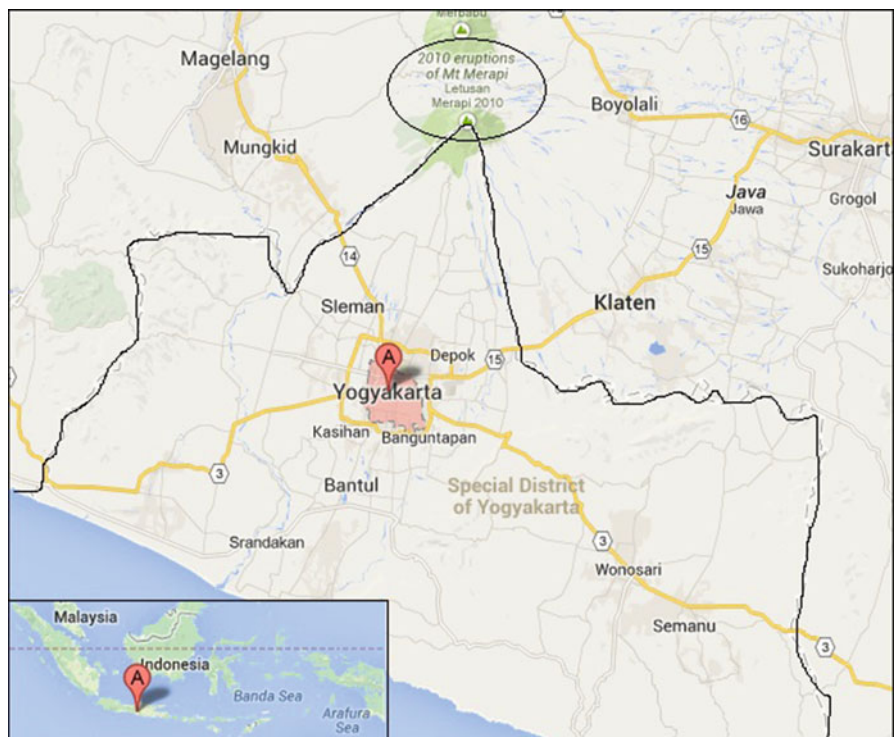 Merbabu
Magelang
2010 eruptions
of Mt Merapi
Letusan
Merapi 2010
Boyolali
16
Mungkid
Surakart
Java
Jawa
Grogol
14
15
Sukoharjo
Sleman
Klaten
Depok
15
A
Yogyakarta
Kasihan
Banguntapan
3
Bantul
Special District
of Yogyakarta
Srandakan
3
Wonosari
Semanu
3
Malaysia
Indonesia
A
Banda Sea
Arafura
Sea